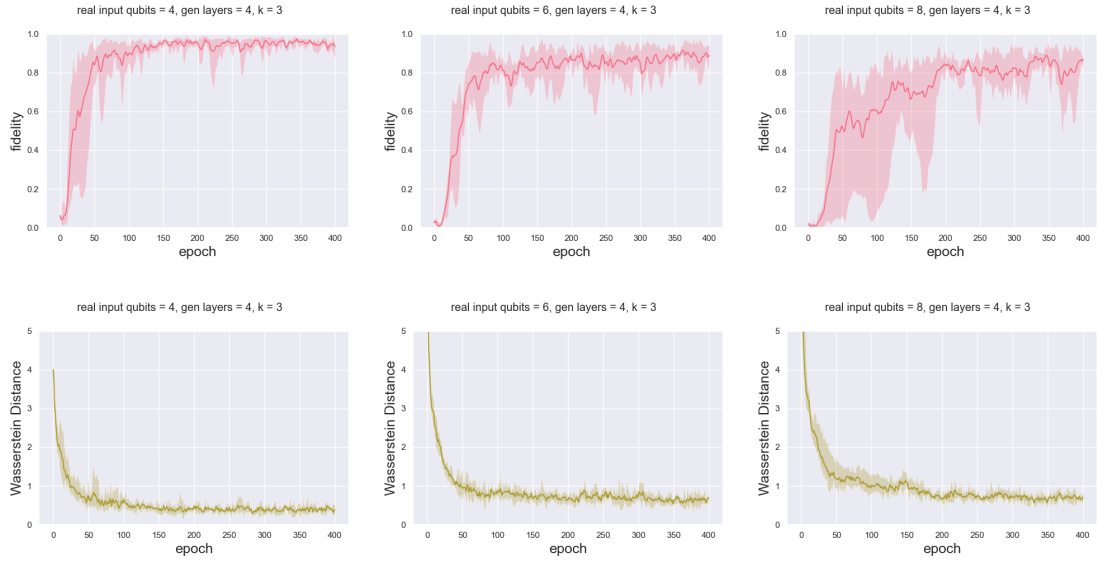 real input qubits = 4, gen layers = 4, k = 3
real input qubits = 6, gen layers = 4, k = 3
real input qubits = 8, gen layers = 4, k = 3
fidelity
1.0
0.8
0.6
0.4
0.2
0.0
0 50 100 150 200 250 300 350 400
epoch
fidelity
1.0
0.8
0.6
0.4
0.2
0.0
0 50 100 150 200 250 300 350 400
epoch
fidelity
1.0
0.8
0.6
0.4
0.2
0.0
0 50 100 150 200 250 300 350 400
epoch
real input qubits = 4, gen layers = 4, k = 3
real input qubits = 6, gen layers = 4, k = 3
real input qubits = 8, gen layers = 4, k = 3
Wasserstein Distance
5
4
3
2
1
0
0 50 100 150 200 250 300 350 400
epoch
Wasserstein Distance
5
4
3
2
1
0
0 50 100 150 200 250 300 350 400
epoch
Wasserstein Distance
5
4
3
2
1
0
0 50 100 150 200 250 300 350 400
epoch